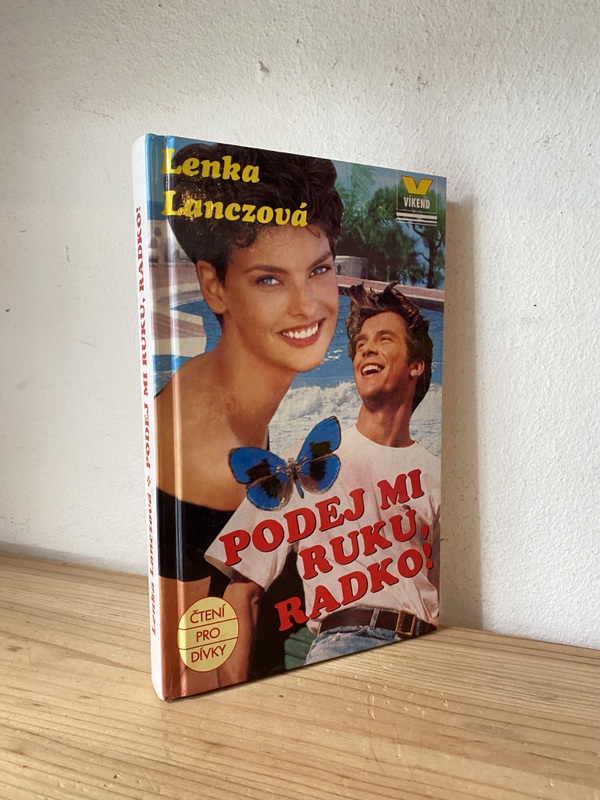 Lenka
Lanczová
VÍKEND
PODEJ MI
RUKU,
RADKO!
ČTENÍ
PRO
DÍVKY
Lenka Lanczová + PODEJ MI RUKU, RADKO!